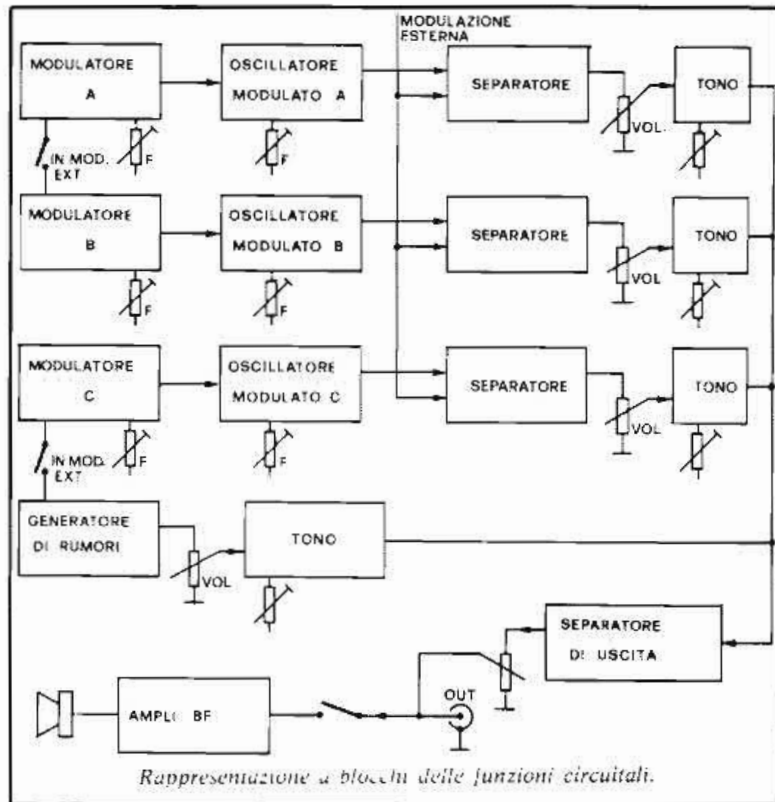 MODULAZIONE
ESTERNA
MODULATORE
A
OSCILLATORE
MODULATO A
SEPARATORE
VOL.
TONO
IN MOD.
EXT
F
F
MODULATORE
B
OSCILLATORE
MODULATO B
SEPARATORE
VOL
TONO
F
F
MODULATORE
C
OSCILLATORE
MODULATO C
SEPARATORE
VOL
TONO
IN MOD.
EXT
F
F
GENERATORE
DI RUMORI
VOL
TONO
SEPARATORE
DI USCITA
OUT
AMPLI BF
Rappresentazione a blocchi delle funzioni circuitali.